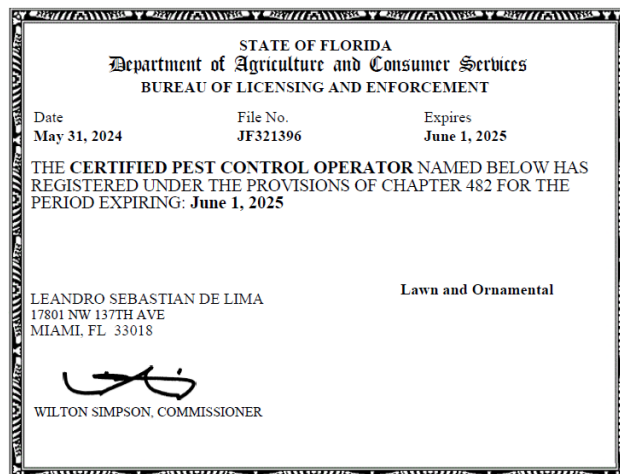 STATE OF FLORIDA
Department of Agriculture and Consumer Services
BUREAU OF LICENSING AND ENFORCEMENT
Date File No. Expires
May 31, 2024 JF321396 June 1, 2025
THE CERTIFIED PEST CONTROL OPERATOR NAMED BELOW HAS
REGISTERED UNDER THE PROVISIONS OF CHAPTER 482 FOR THE
PERIOD EXPIRING: June 1, 2025
Lawn and Ornamental
LEANDRO SEBASTIAN DE LIMA
17801 NW 137TH AVE
MIAMI, FL 33018
WILTON SIMPSON, COMMISSIONER